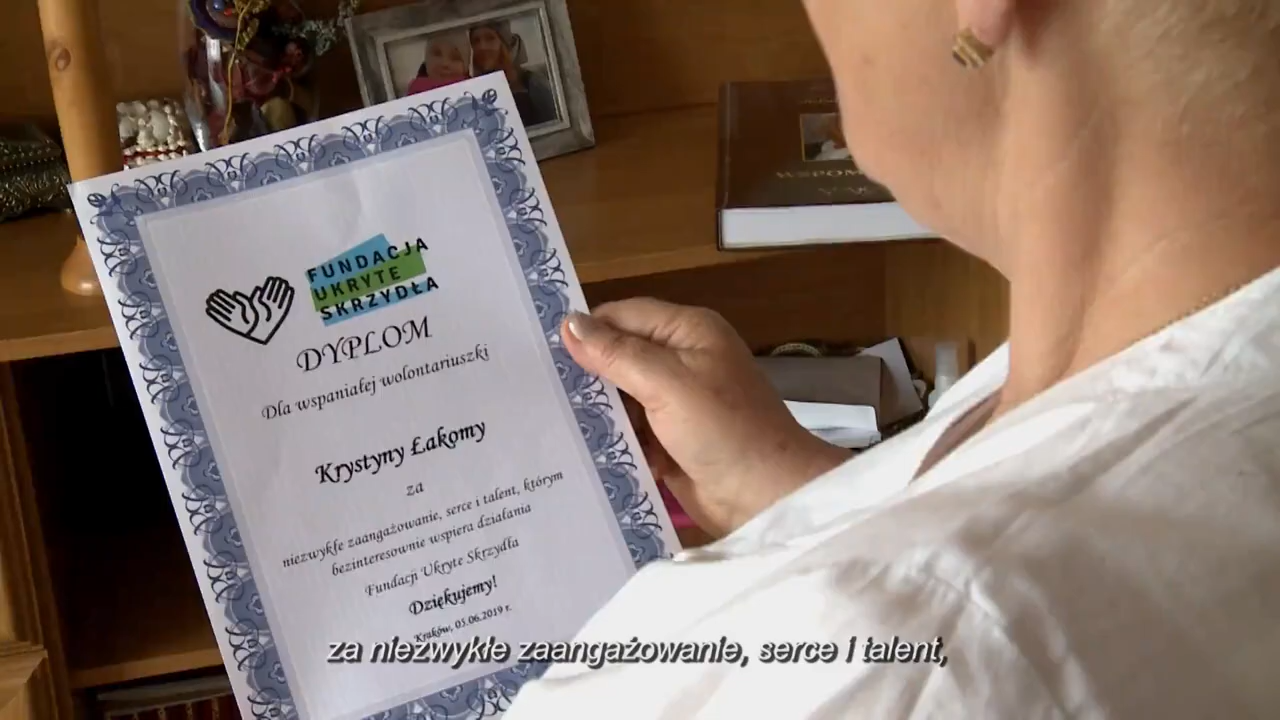 FUNDACJA
UKRYTE
SKRZYDŁA
DYPLOM
Dla wspaniałej wolontariuszki
Krystyny Łakomy
za
niezwykłe zaangażowanie, serce i talent, którym
bezinteresownie wspiera działania
Fundacji Ukryte Skrzydła
Dziękujemy!
Kraków, 05.06.2019 r.
za niezwykłe zaangażowanie, serce i talent,